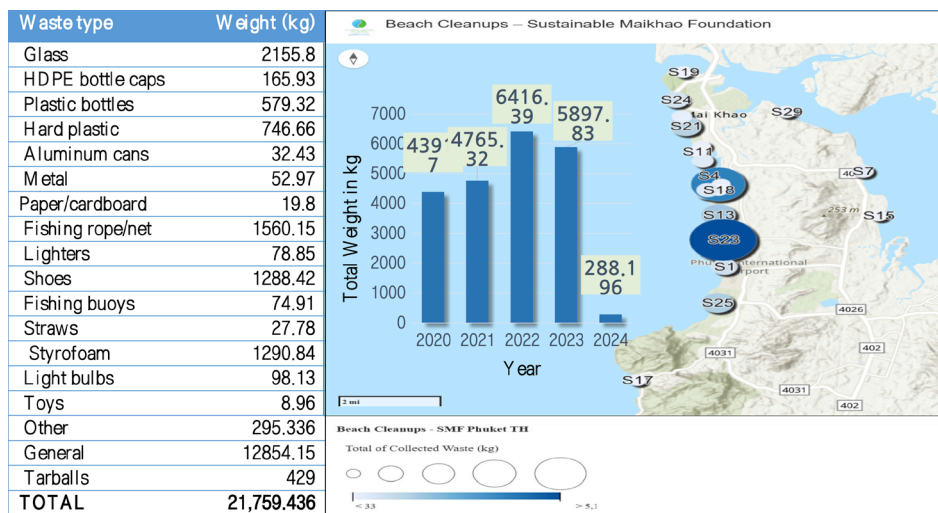 Waste type Weight (kg)
Glass 2155.8
HDPE bottle caps 165.93
Plastic bottles 579.32
Hard plastic 746.66
Aluminum cans 32.43
Metal 52.97
Paper/cardboard 19.8
Fishing rope/net 1560.15
Lighters 78.85
Shoes 1288.42
Fishing buoys 74.91
Straws 27.78
Styrofoam 1290.84
Light bulbs 98.13
Toys 8.96
Other 295.336
General 12854.15
Tarballs 429
TOTAL 21,759.436
Beach Cleanups – Sustainable Maikhao Foundation
Total Weight in kg
7000
6000
5000
4000
3000
2000
1000
0
4765.
32
6416.
39
5897.
83
288.1
96
2020 2021 2022 2023 2024
Year
2 mi
S19
S24
Mai Khao
S29
S21
S11
S4
S7
S18
S13
S15
253 m
S23
S1
S25
4026
4031
402
S17
4031
402
Beach Cleanups - SMF Phuket TH
Total of Collected Waste (kg)
< 33 > 5,1